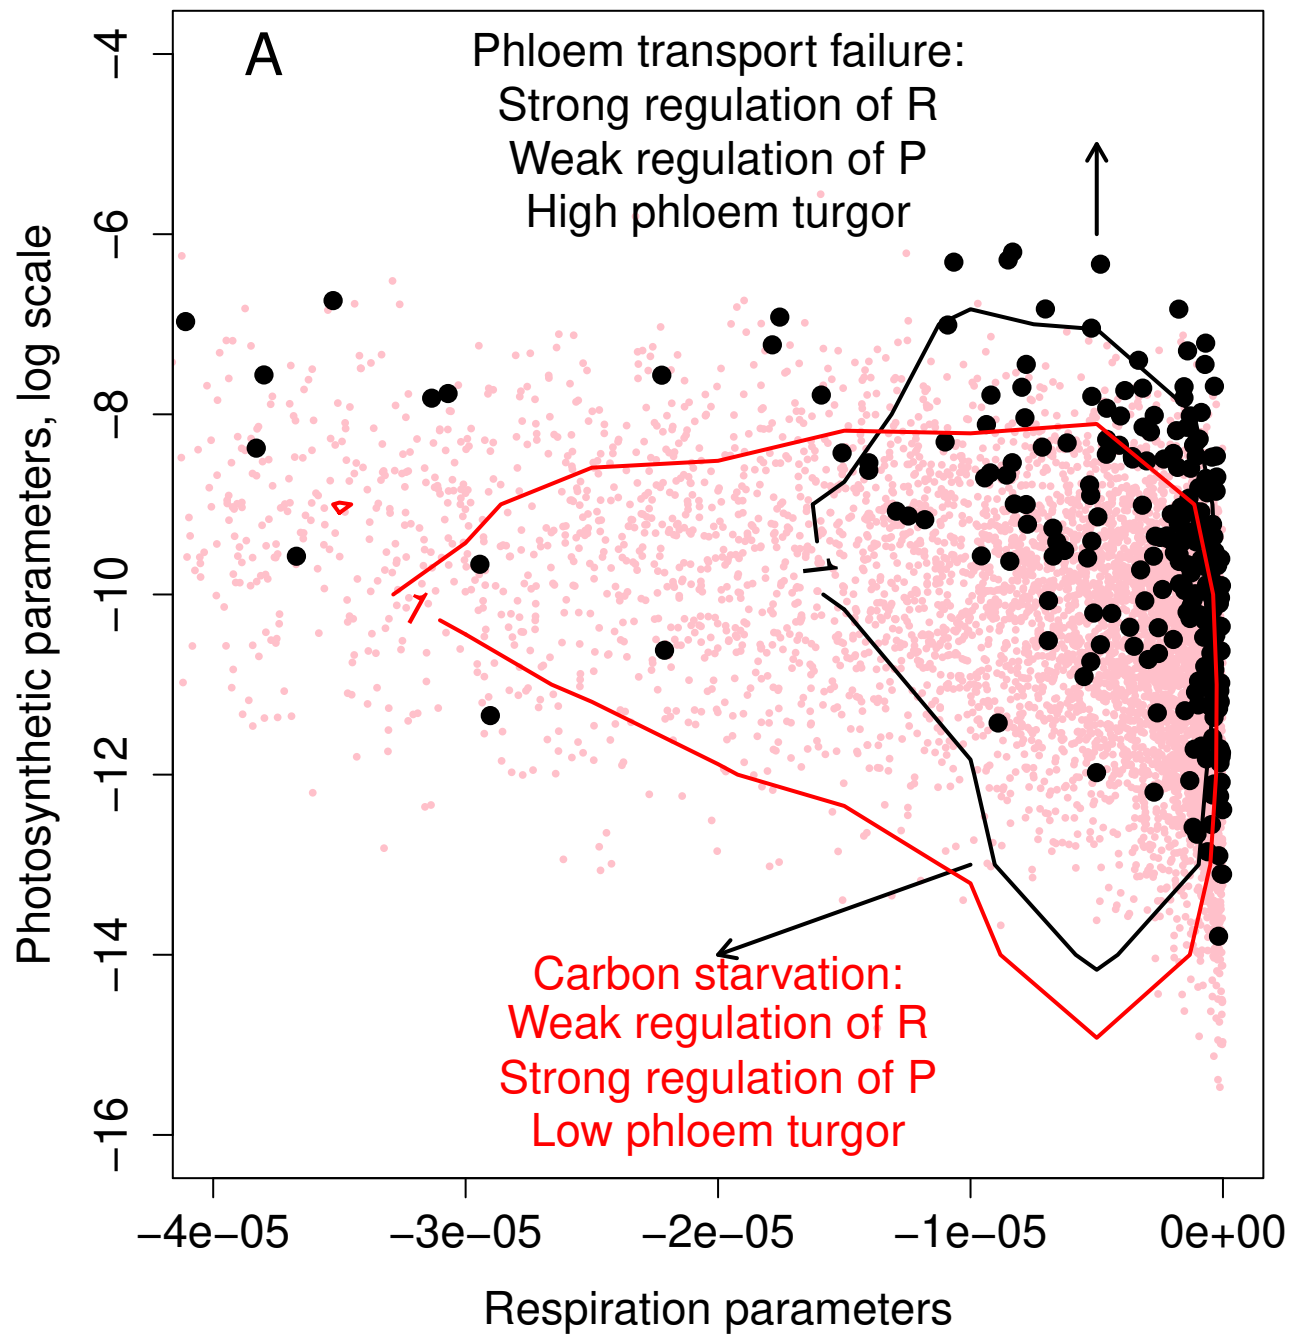 A
Phloem transport failure:
Strong regulation of R
Weak regulation of P
High phloem turgor
Carbon starvation:
Weak regulation of R
Strong regulation of P
Low phloem turgor
Photosynthetic parameters, log scale
−4
−6
−8
−10
−12
−14
−16
1
1
−4e−05
−3e−05
−2e−05
−1e−05
0e+00
Respiration parameters